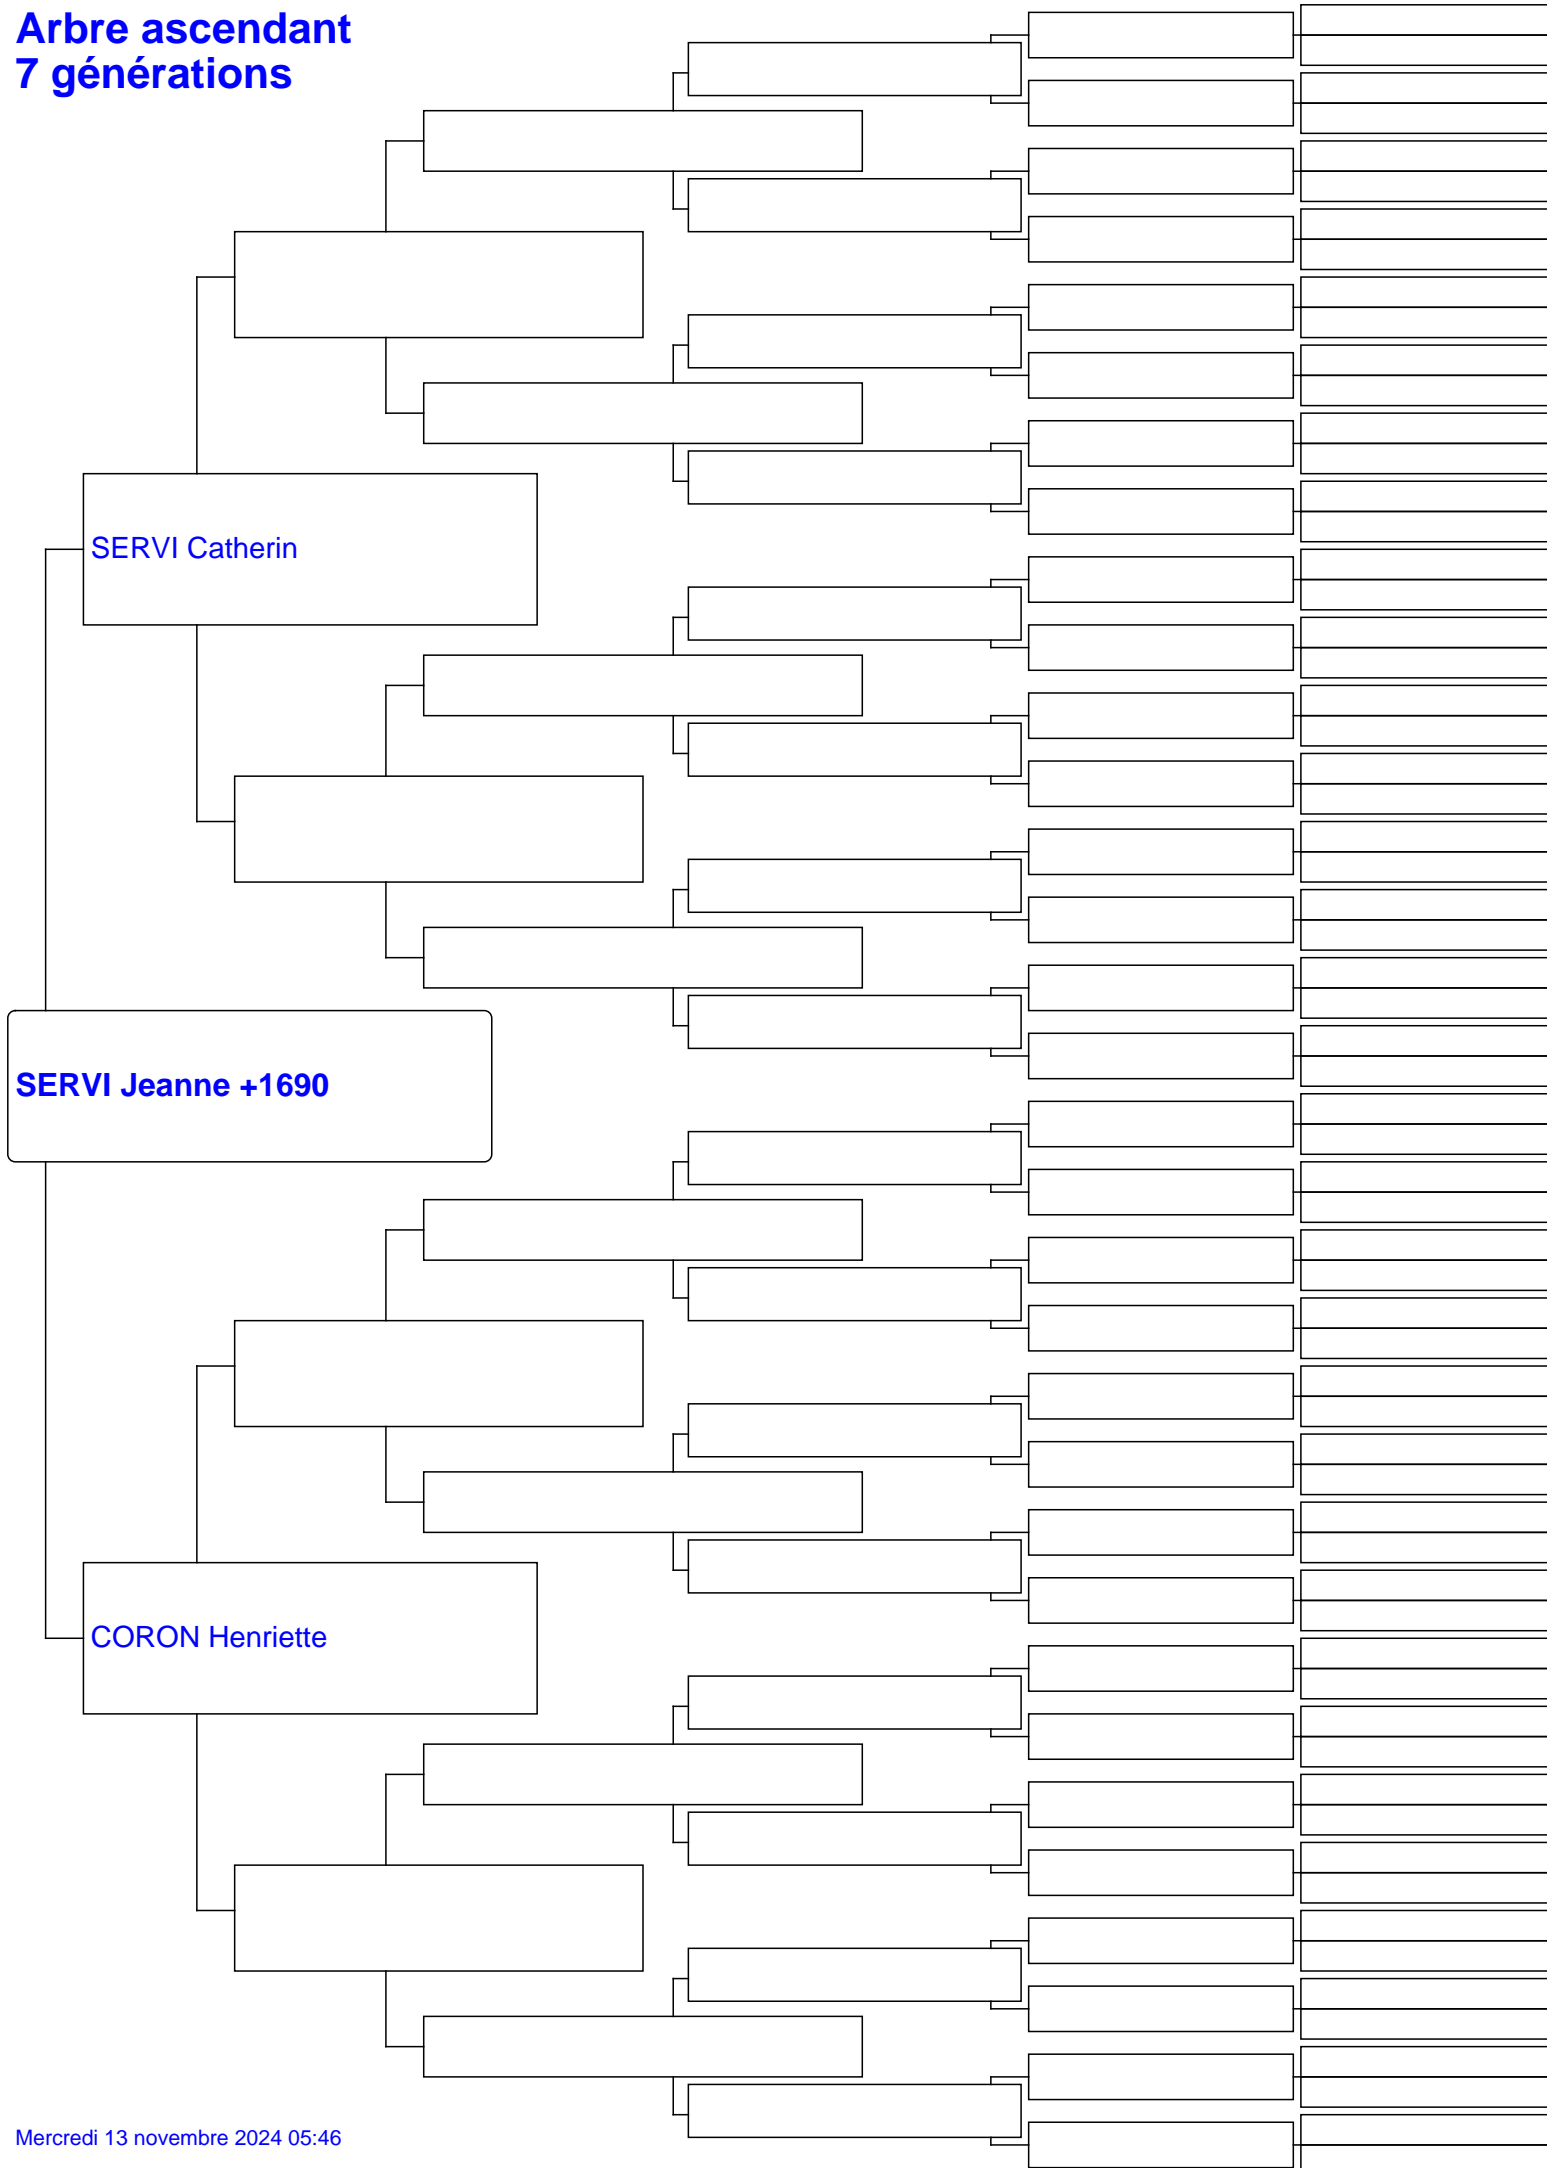 Arbre ascendant
7 générations
SERVI Catherin
SERVI Jeanne +1690
CORON Henriette
Mercredi 13 novembre 2024 05:46